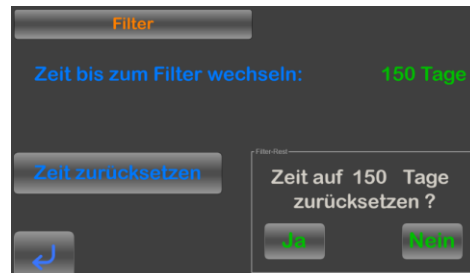 Filter
Zeit bis zum Filter wechseln: 150 Tage
Zeit zurücksetzen
Filter-Rest
Zeit auf 150 Tage
zurücksetzen ?
Ja Nein